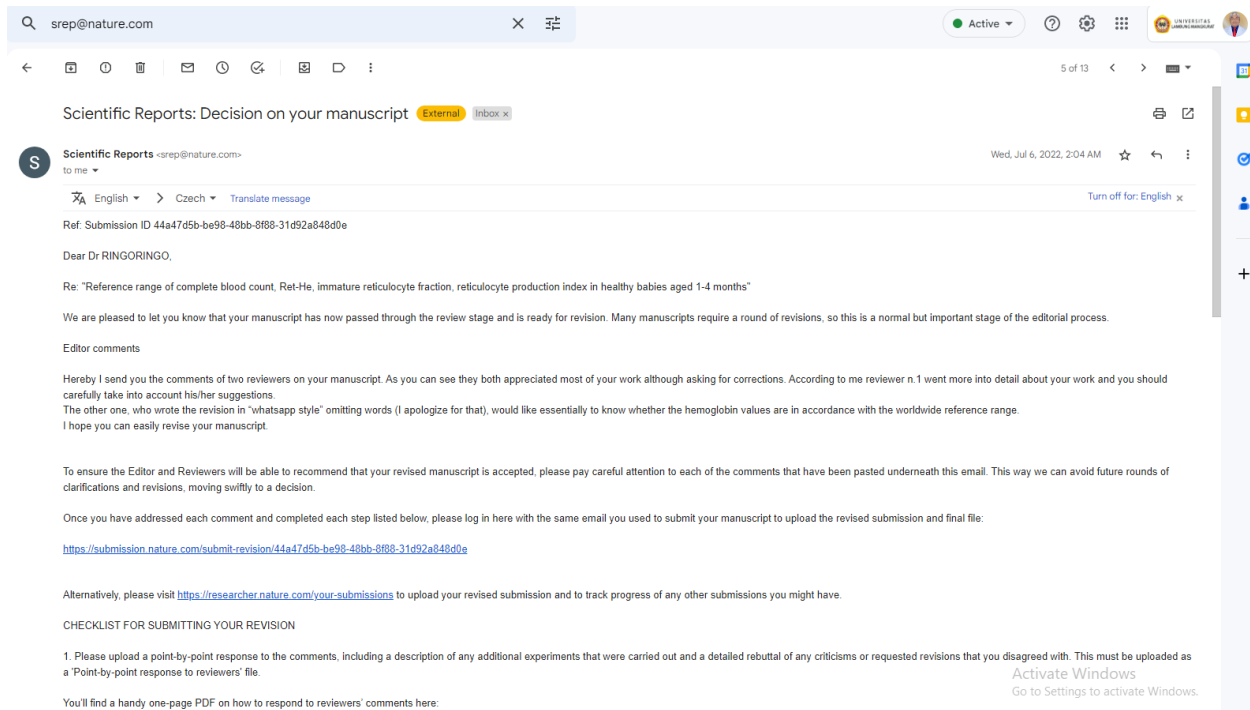 srep@nature.com
Active
UNIVERSITAS
LAMBUNG MANGKURAT
5 of 13
Scientific Reports: Decision on your manuscript External Inbox x
S
Scientific Reports <srep@nature.com>
Wed, Jul 6, 2022, 2:04 AM
to me
English > Czech Translate message
Turn off for: English x
Ref: Submission ID 44a47d5b-be98-48bb-8f88-31d92a848d0e
Dear Dr RINGORINGO,
Re: "Reference range of complete blood count, Ret-He, immature reticulocyte fraction, reticulocyte production index in healthy babies aged 1-4 months"
We are pleased to let you know that your manuscript has now passed through the review stage and is ready for revision. Many manuscripts require a round of revisions, so this is a normal but important stage of the editorial process.
Editor comments
Hereby I send you the comments of two reviewers on your manuscript. As you can see they both appreciated most of your work although asking for corrections. According to me reviewer n.1 went more into detail about your work and you should
carefully take into account his/her suggestions.
The other one, who wrote the revision in "whatsapp style" omitting words (I apologize for that), would like essentially to know whether the hemoglobin values are in accordance with the worldwide reference range.
I hope you can easily revise your manuscript.
To ensure the Editor and Reviewers will be able to recommend that your revised manuscript is accepted, please pay careful attention to each of the comments that have been pasted underneath this email. This way we can avoid future rounds of
clarifications and revisions, moving swiftly to a decision.
Once you have addressed each comment and completed each step listed below, please log in here with the same email you used to submit your manuscript to upload the revised submission and final file:
https://submission.nature.com/submit-revision/44a47d5b-be98-48bb-8f88-31d92a848d0e
Alternatively, please visit https://researcher.nature.com/your-submissions to upload your revised submission and to track progress of any other submissions you might have.
CHECKLIST FOR SUBMITTING YOUR REVISION
1. Please upload a point-by-point response to the comments, including a description of any additional experiments that were carried out and a detailed rebuttal of any criticisms or requested revisions that you disagreed with. This must be uploaded as
a 'Point-by-point response to reviewers' file.
Activate Windows
Go to Settings to activate Windows.
You'll find a handy one-page PDF on how to respond to reviewers' comments here:
31